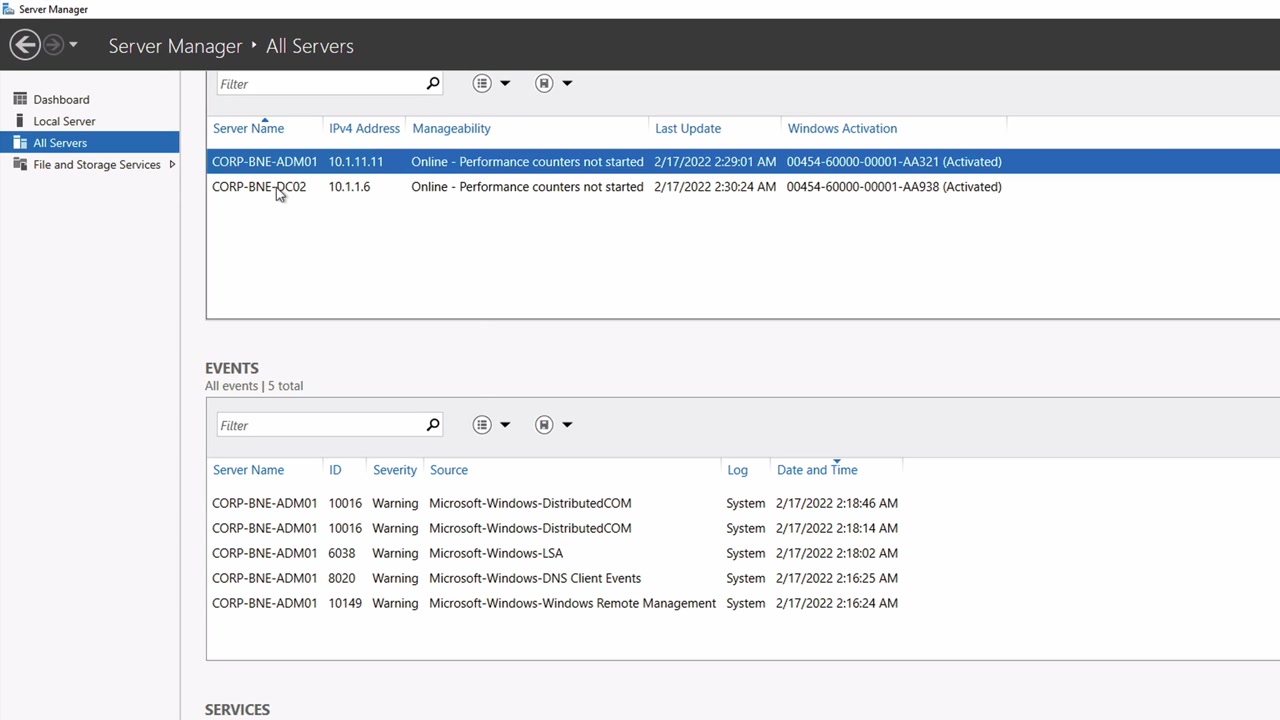 Server Manager
Server Manager ‣ All Servers
Dashboard
Local Server
All Servers
File and Storage Services
Filter
Server Name IPv4 Address Manageability Last Update Windows Activation
CORP-BNE-ADM01 10.1.11.11 Online - Performance counters not started 2/17/2022 2:29:01 AM 00454-60000-00001-AA321 (Activated)
CORP-BNE-DC02 10.1.1.6 Online - Performance counters not started 2/17/2022 2:30:24 AM 00454-60000-00001-AA938 (Activated)
EVENTS
All events | 5 total
Filter
Server Name ID Severity Source Log Date and Time
CORP-BNE-ADM01 10016 Warning Microsoft-Windows-DistributedCOM System 2/17/2022 2:18:46 AM
CORP-BNE-ADM01 10016 Warning Microsoft-Windows-DistributedCOM System 2/17/2022 2:18:14 AM
CORP-BNE-ADM01 6038 Warning Microsoft-Windows-LSA System 2/17/2022 2:18:02 AM
CORP-BNE-ADM01 8020 Warning Microsoft-Windows-DNS Client Events System 2/17/2022 2:16:25 AM
CORP-BNE-ADM01 10149 Warning Microsoft-Windows-Windows Remote Management System 2/17/2022 2:16:24 AM
SERVICES